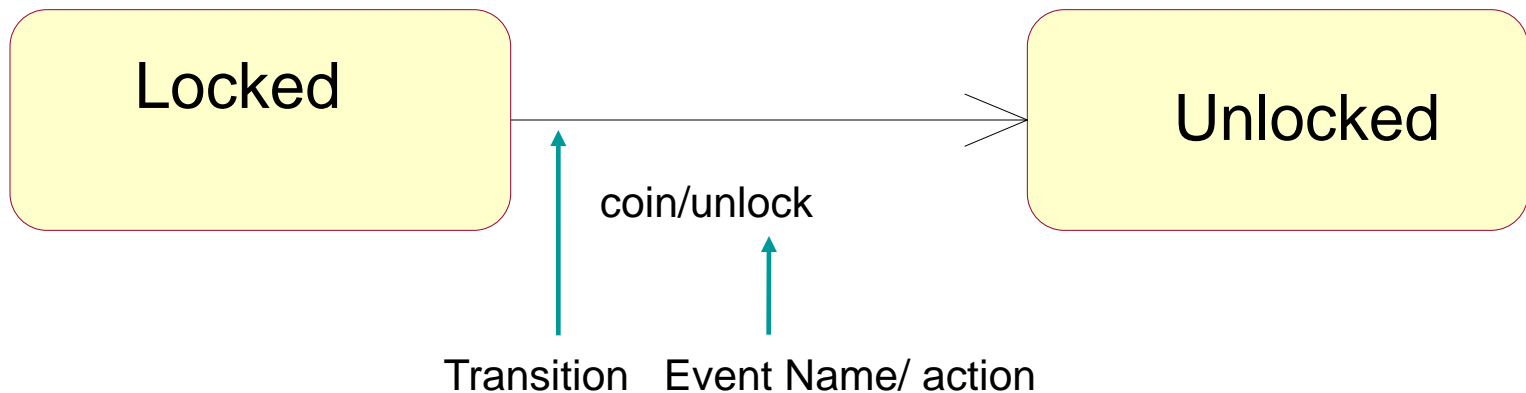 Locked
Unlocked
coin/unlock
Transition
Event Name/ action